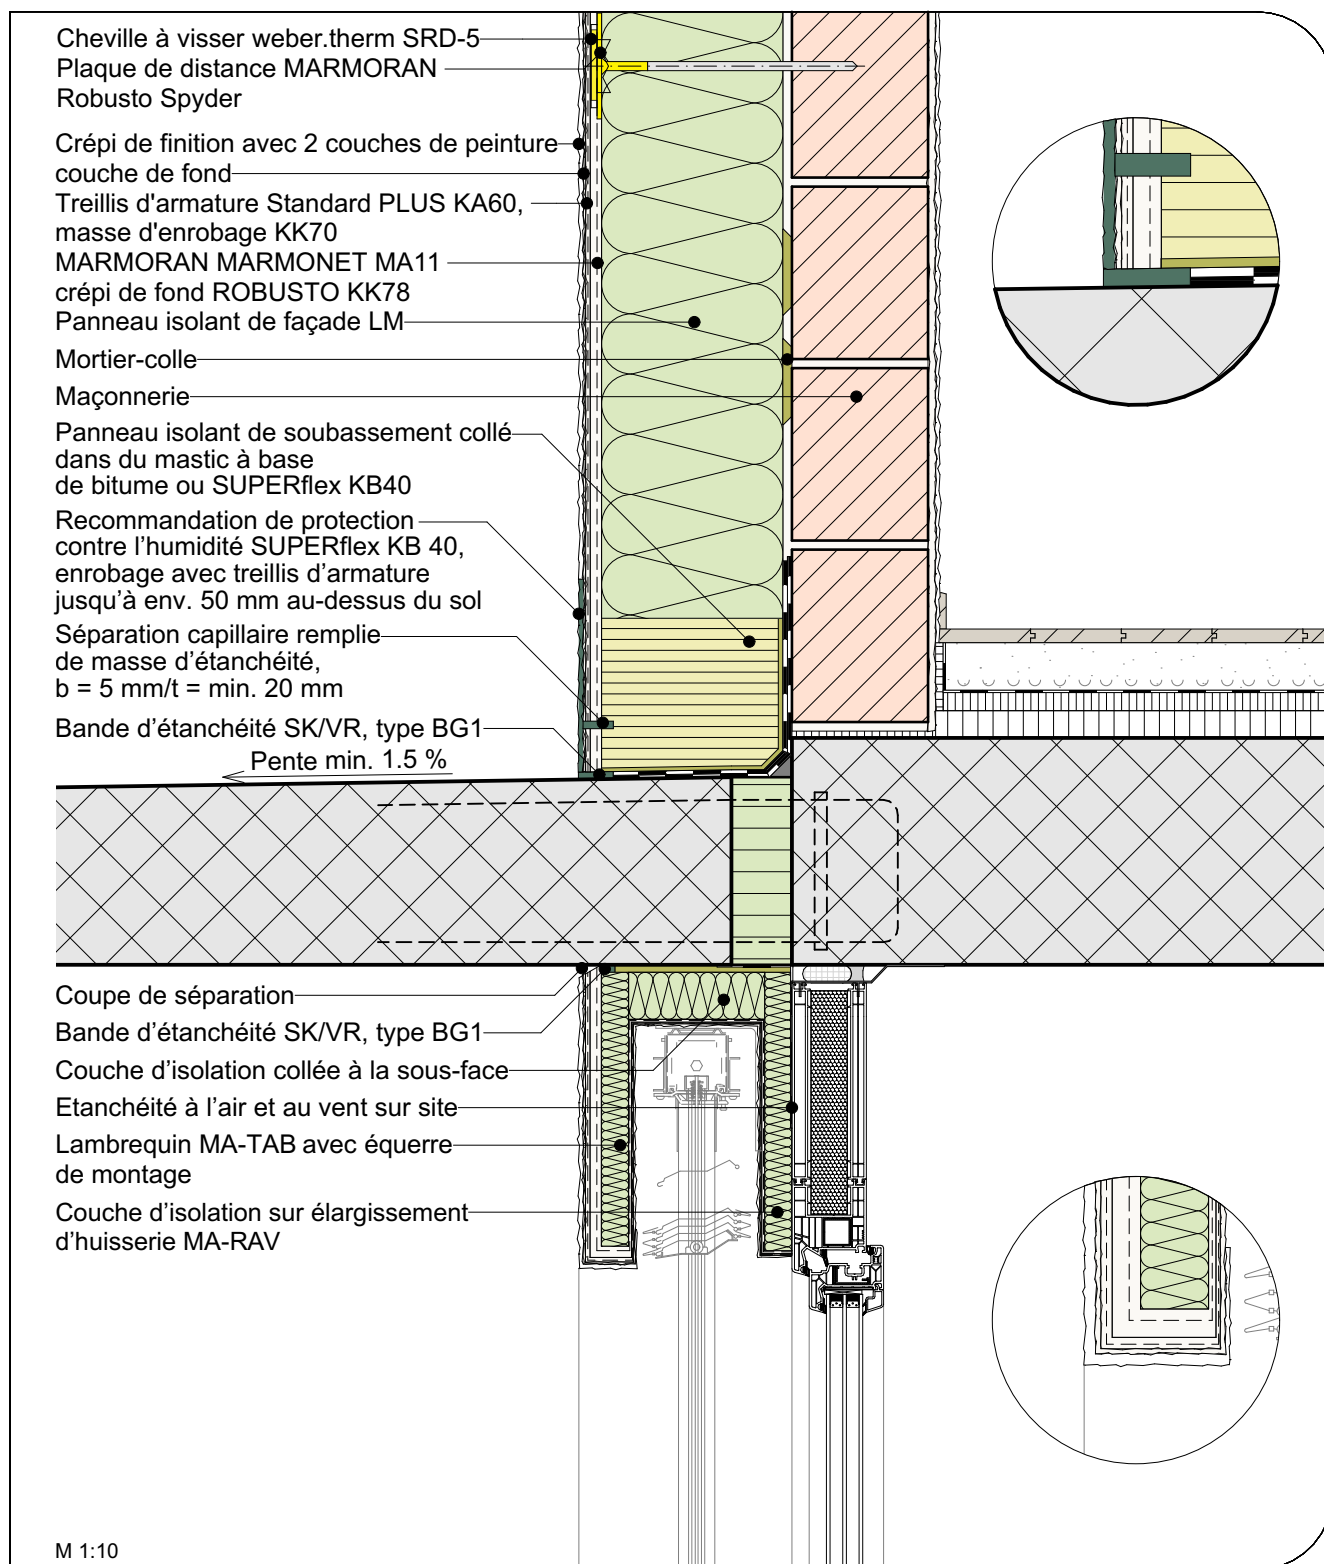 Cheville à visser weber.therm SRD-5
Plaque de distance MARMORAN
Robusto Spyder
Crépi de finition avec 2 couches de peinture
couche de fond
Treillis d'armature Standard PLUS KA60,
masse d'enrobage KK70
MARMORAN MARMONET MA11
crépi de fond ROBUSTO KK78
Panneau isolant de façade LM
Mortier-colle
Maçonnerie
Panneau isolant de soubassement collé
dans du mastic à base
de bitume ou SUPERflex KB40
Recommandation de protection
contre l’humidité SUPERflex KB 40,
enrobage avec treillis d’armature
jusqu’à env. 50 mm au-dessus du sol
Séparation capillaire remplie
de masse d’étanchéité,
b = 5 mm/t = min. 20 mm
Bande d’étanchéité SK/VR, type BG1
Pente min. 1.5 %
Coupe de séparation
Bande d’étanchéité SK/VR, type BG1
Couche d’isolation collée à la sous-face
Etanchéité à l’air et au vent sur site
Lambrequin MA-TAB avec équerre
de montage
Couche d’isolation sur élargissement
d’huisserie MA-RAV
M 1:10